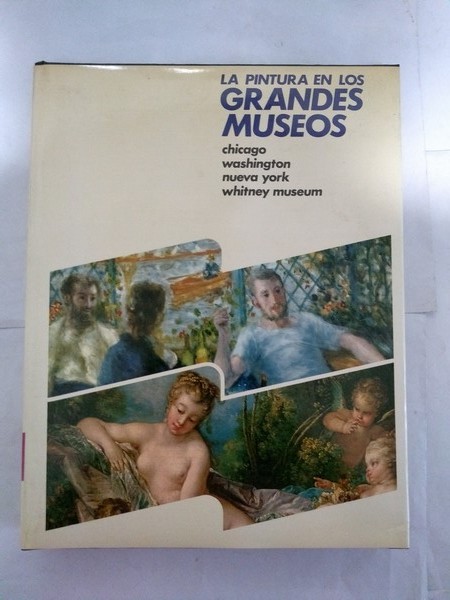 LA PINTURA EN LOS
GRANDES
MUSEOS
chicago
washington
nueva york
whitney museum